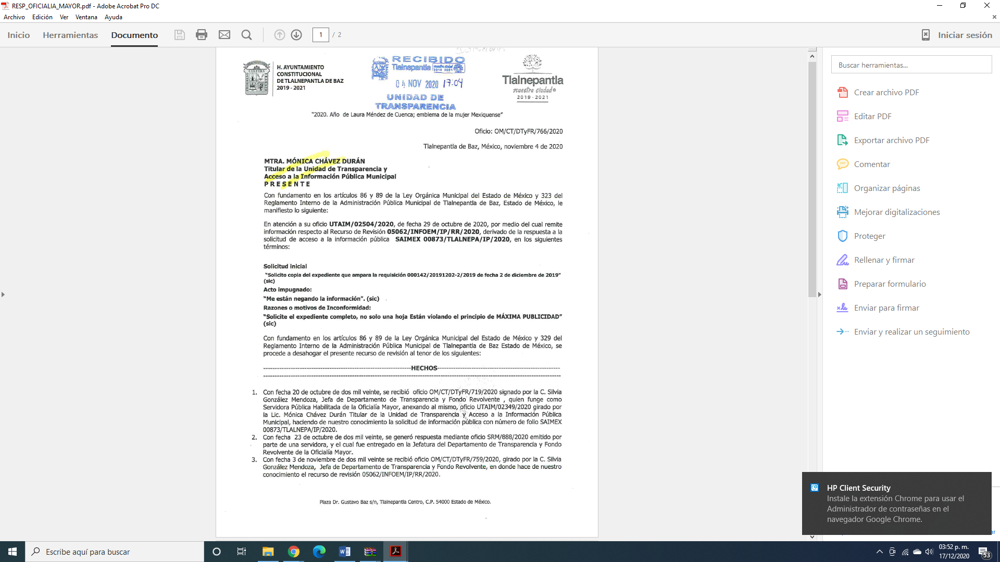 RESP_OFICIALIA_MAYOR.pdf - Adobe Acrobat Pro DC
Archivo Edición Ver Ventana Ayuda
Inicio Herramientas Documento 1 / 2 Iniciar sesión
H. AYUNTAMIENTO
CONSTITUCIONAL
DE TLALNEPANTLA DE BAZ
2019 - 2021
RECIBIDO
Tlalnepantla
2019 2021
04 NOV 2020 17:04
UNIDAD DE
TRANSPARENCIA
Tlalnepantla
nuestra ciudad®
2019 - 2021
"2020. Año de Laura Méndez de Cuenca; emblema de la mujer Mexiquense"
Oficio: OM/CT/DTyFR/766/2020
Tlalnepantla de Baz, México, noviembre 4 de 2020
MTRA. MÓNICA CHÁVEZ DURÁN
Titular de la Unidad de Transparencia y
Acceso a la Información Pública Municipal
P R E S E N T E
Con fundamento en los artículos 86 y 89 de la Ley Orgánica Municipal del Estado de México y 323 del
Reglamento Interno de la Administración Pública Municipal de Tlalnepantla de Baz, Estado de México, le
manifiesto lo siguiente:
En atención a su oficio UTAIM/02504/2020, de fecha 29 de octubre de 2020, por medio del cual remite
información respecto al Recurso de Revisión 05062/INFOEM/IP/RR/2020, derivado de la respuesta a la
solicitud de acceso a la información pública SAIMEX 00873/TLALNEPA/IP/2020, en los siguientes
términos:
Solicitud inicial
"Solicito copia del expediente que ampara la requisición 000142/20191202-2/2019 de fecha 2 de diciembre de 2019"
(sic)
Acto impugnado:
"Me están negando la información". (sic)
Razones o motivos de Inconformidad:
"Solicite el expediente completo, no solo una hoja Están violando el principio de MÁXIMA PUBLICIDAD"
(sic)
Con fundamento en los artículos 86 y 89 de la Ley Orgánica Municipal del Estado de México y 329 del
Reglamento Interno de la Administración Pública Municipal de Tlalnepantla de Baz Estado de México, se
procede a desahogar el presente recurso de revisión al tenor de los siguientes:
----------------------------------------------------------------HECHOS----------------------------------------------------------------
1. Con fecha 20 de octubre de dos mil veinte, se recibió oficio OM/CT/DTyFR/719/2020 signado por la C. Silvia
González Mendoza, Jefa de Departamento de Transparencia y Fondo Revolvente , quien funge como
Servidora Pública Habilitada de la Oficialía Mayor, anexando al mismo, oficio UTAIM/02349/2020 girado por
la Lic. Mónica Chávez Durán Titular de la Unidad de Transparencia y Acceso a la Información Pública
Municipal, haciendo de nuestro conocimiento la solicitud de información pública con número de folio SAIMEX
00873/TLALNEPA/IP/2020.
2. Con fecha 23 de octubre de dos mil veinte, se generó respuesta mediante oficio SRM/888/2020 emitido por
parte de una servidora, y el cual fue entregado en la Jefatura del Departamento de Transparencia y Fondo
Revolvente de la Oficialía Mayor.
3. Con fecha 3 de noviembre de dos mil veinte se recibió oficio OM/CT/DTyFR/759/2020, girado por la C. Silvia
González Mendoza, Jefa de Departamento de Transparencia y Fondo Revolvente, en donde hace de nuestro
conocimiento el recurso de revisión 05062/INFOEM/IP/RR/2020.
Plaza Dr. Gustavo Baz s/n, Tlalnepantla Centro, C.P. 54000 Estado de México.
Buscar herramientas...
Crear archivo PDF
Editar PDF
Exportar archivo PDF
Comentar
Organizar páginas
Mejorar digitalizaciones
Proteger
Rellenar y firmar
Preparar formulario
Enviar para firmar
Enviar y realizar un seguimiento
HP Client Security
Instale la extensión Chrome para usar el
Administrador de contraseñas en el
navegador Google Chrome.
Escribe aquí para buscar
03:52 p. m.
17/12/2020
53